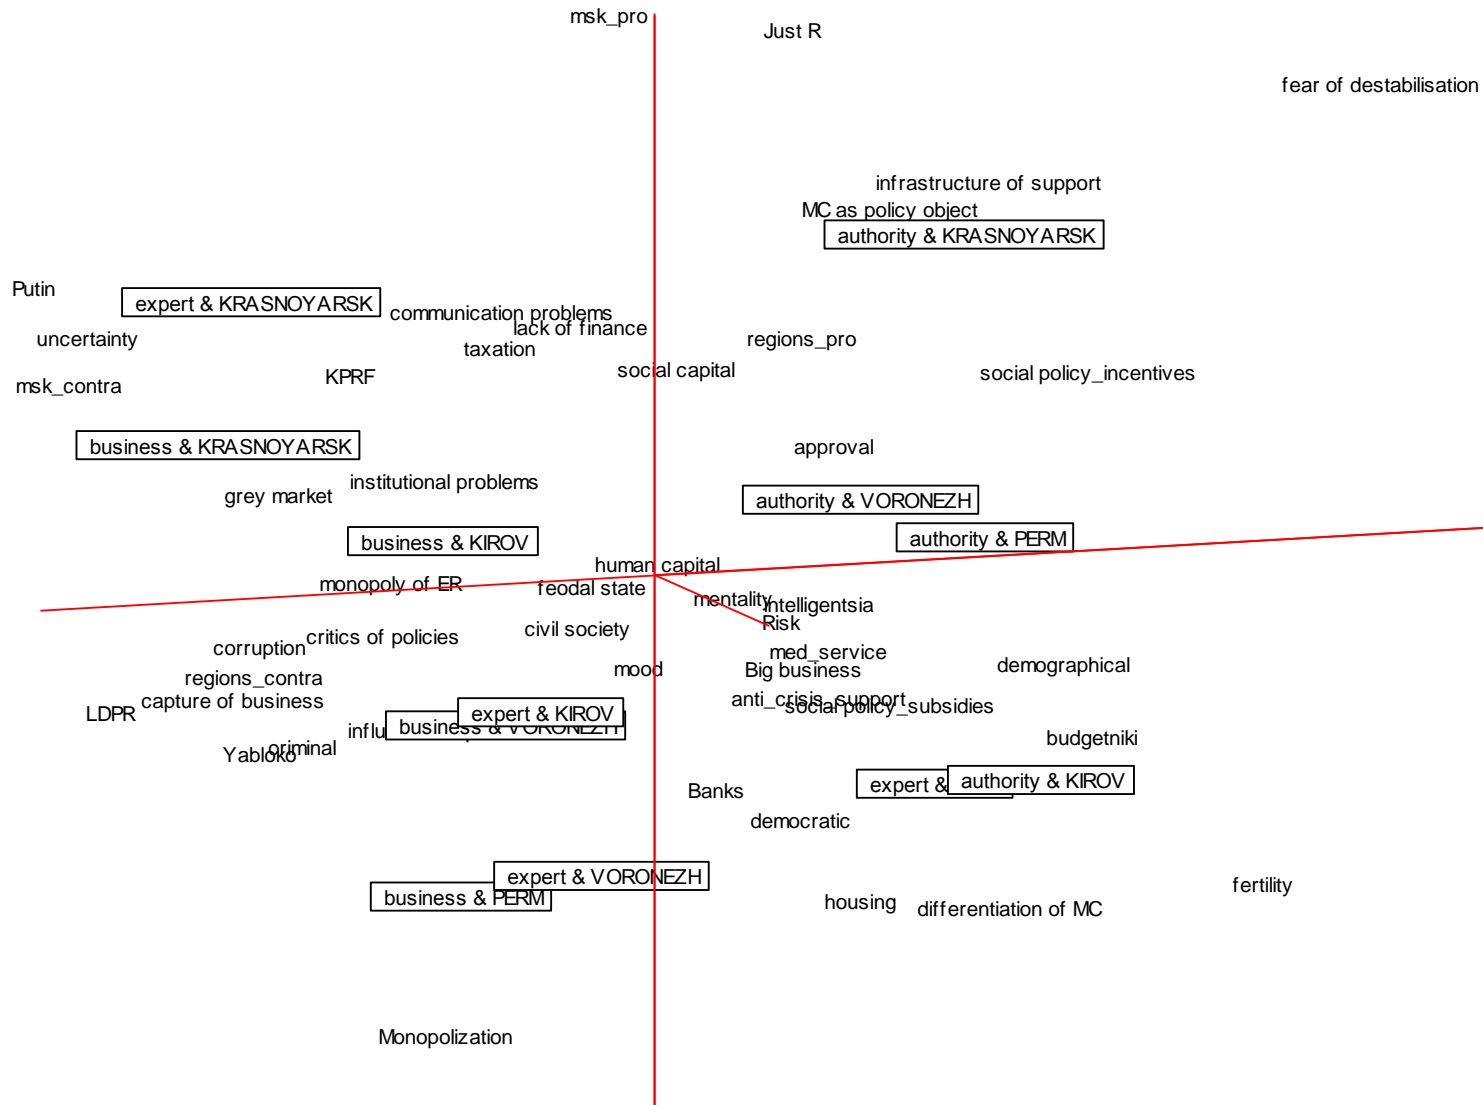 msk_pro
Just R
fear of destabilisation
infrastructure of support
MC as policy object
authority & KRASNOYARSK
Putin
expert & KRASNOYARSK
communication problems
lack of finance
uncertainty
taxation
regions_pro
social capital
KPRF
social policy_incentives
msk_contra
business & KRASNOYARSK
approval
institutional problems
grey market
authority & VORONEZH
business & KIROV
authority & PERM
human capital
monopoly of ER
feodal state
mentality
intelligentsia
Risk
civil society
critics of policies
corruption
med_service
mood
Big business
demographical
regions_contra
capture of business
anti_crisis_support
social policy_subsidies
LDPR
expert & KIROV
business & VORONEZH
budgetniki
Yabloko
criminal
authority & KIROV
expert &
Banks
democratic
expert & VORONEZH
business & PERM
fertility
housing
differentiation of MC
Monopolization